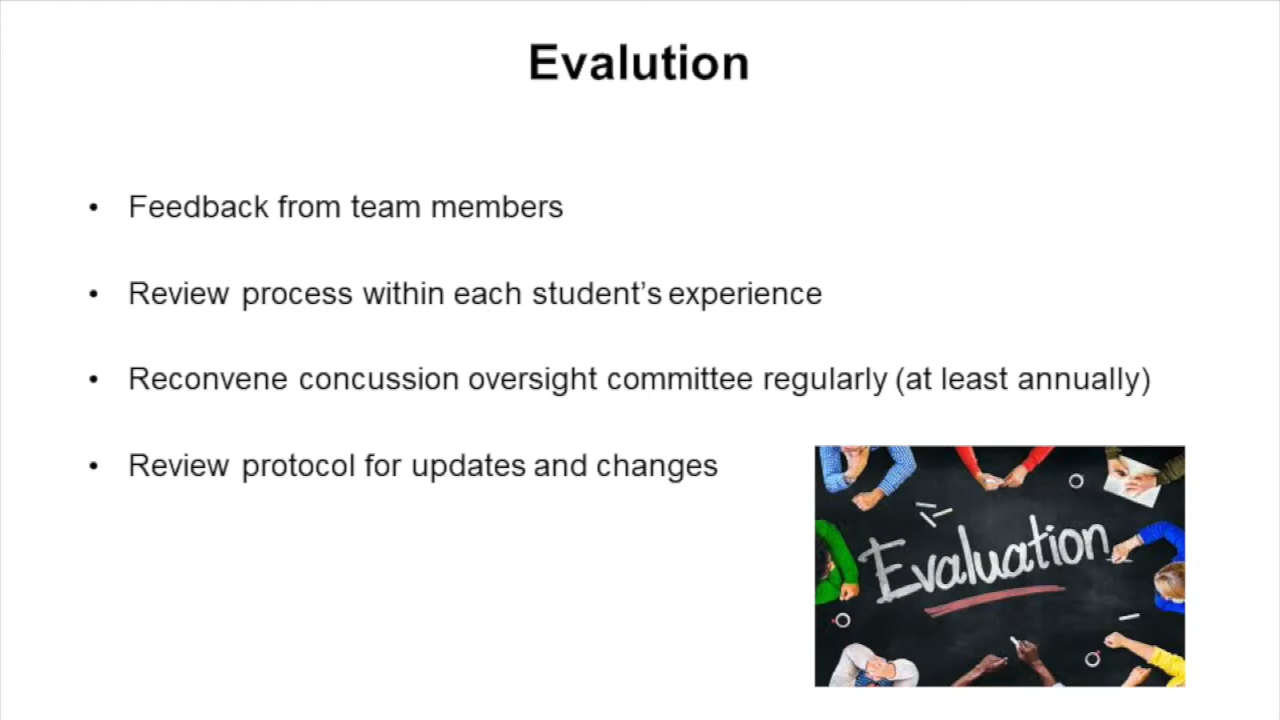 Evalution
• Feedback from team members
• Review process within each student’s experience
• Reconvene concussion oversight committee regularly (at least annually)
• Review protocol for updates and changes
Evaluation